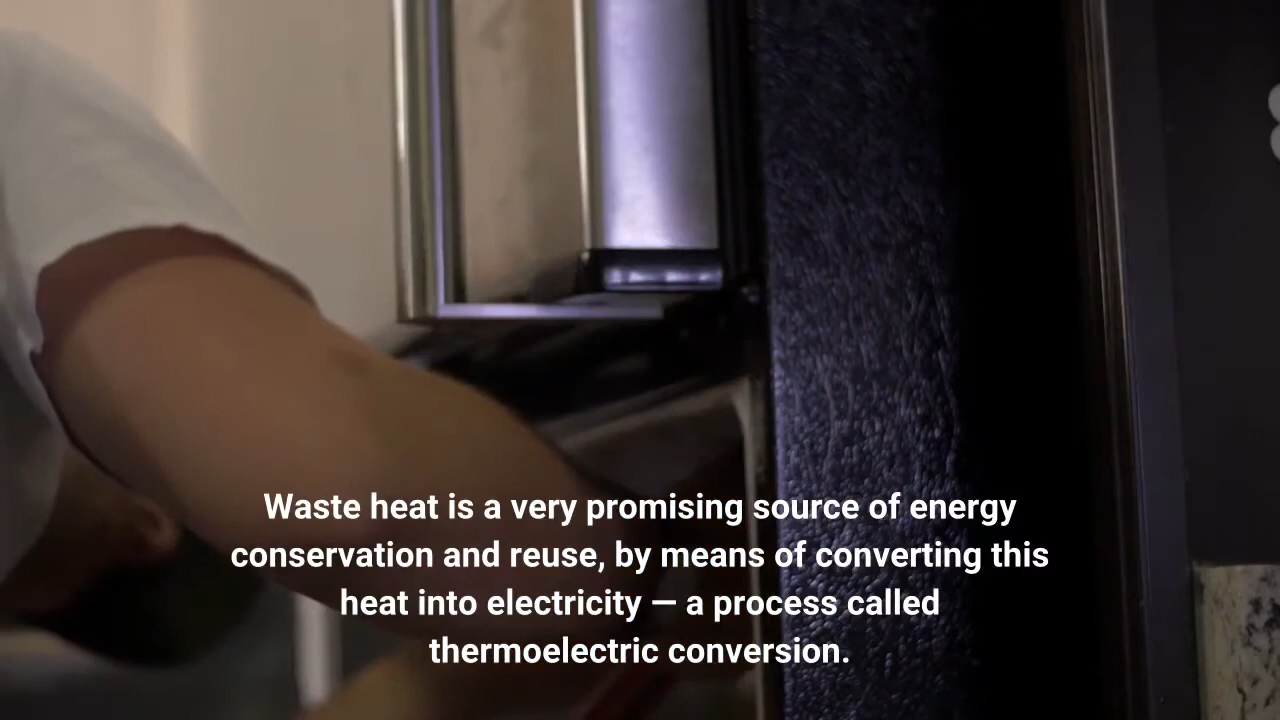 Waste heat is a very promising source of energy
conservation and reuse, by means of converting this
heat into electricity — a process called
thermoelectric conversion.